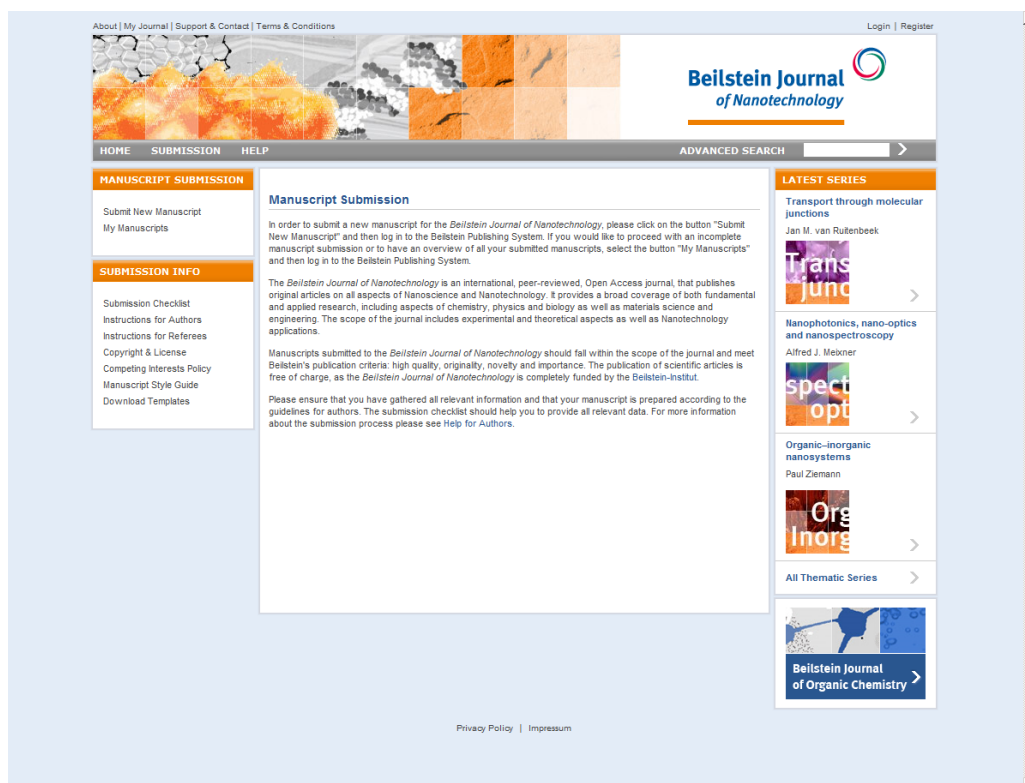 About | My Journal | Support & Contact | Terms & Conditions
Login | Register
Beilstein Journal
of Nanotechnology
HOME SUBMISSION HELP
ADVANCED SEARCH
MANUSCRIPT SUBMISSION
Submit New Manuscript
My Manuscripts
SUBMISSION INFO
Submission Checklist
Instructions for Authors
Instructions for Referees
Copyright & License
Competing Interests Policy
Manuscript Style Guide
Download Templates
Manuscript Submission
In order to submit a new manuscript for the Beilstein Journal of Nanotechnology, please click on the button "Submit
New Manuscript" and then log in to the Beilstein Publishing System. If you would like to proceed with an incomplete
manuscript submission or to have an overview of all your submitted manuscripts, select the button "My Manuscripts"
and then log in to the Beilstein Publishing System.
The Beilstein Journal of Nanotechnology is an international, peer-reviewed, Open Access journal, that publishes
original articles on all aspects of Nanoscience and Nanotechnology. It provides a broad coverage of both fundamental
and applied research, including aspects of chemistry, physics and biology as well as materials science and
engineering. The scope of the journal includes experimental and theoretical aspects as well as Nanotechnology
applications.
Manuscripts submitted to the Beilstein Journal of Nanotechnology should fall within the scope of the journal and meet
Beilstein's publication criteria: high quality, originality, novelty and importance. The publication of scientific articles is
free of charge, as the Beilstein Journal of Nanotechnology is completely funded by the Beilstein-Institut.
Please ensure that you have gathered all relevant information and that your manuscript is prepared according to the
guidelines for authors. The submission checklist should help you to provide all relevant data. For more information
about the submission process please see Help for Authors.
LATEST SERIES
Transport through molecular
junctions
Jan M. van Ruitenbeek
Trans
junc
Nanophotonics, nano-optics
and nanospectroscopy
Alfred J. Meixner
spect
opt
Organic–inorganic
nanosystems
Paul Ziemann
Org
Inorg
All Thematic Series
Beilstein Journal
of Organic Chemistry
Privacy Policy | Impressum